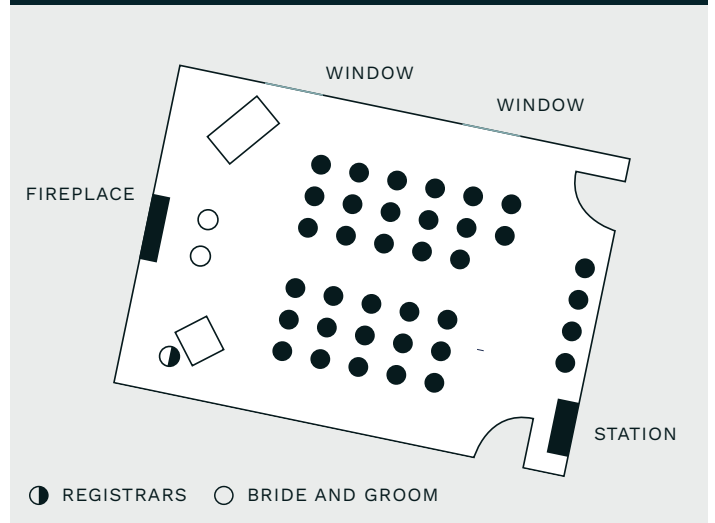 WINDOW
WINDOW
FIREPLACE
STATION
REGISTRARS
BRIDE AND GROOM